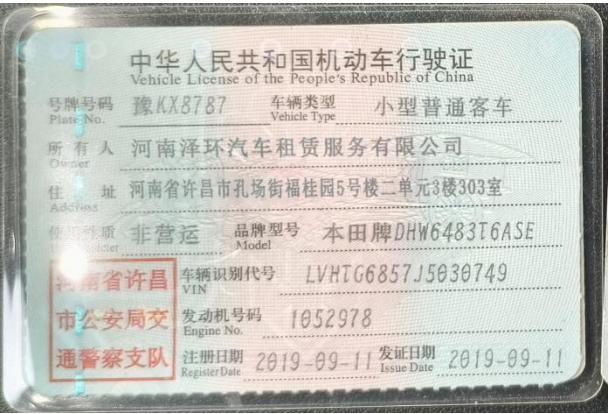 中华人民共和国机动车行驶证
Vehicle License of the People's Republic of China
号牌号码 豫KX8787 车辆类型 小型普通客车
Plate No. Vehicle Type
所有人 河南泽环汽车租赁服务有限公司
Owner
住址 河南省许昌市孔场街福桂园5号楼二单元3楼303室
Address
使用性质 非营运 品牌型号 本田牌DHW6483T6ASE
Model
河南省许昌 车辆识别代号 LVHTG6857J5030749
VIN
市公安局交 发动机号码 1052978
Engine No.
通警察支队 注册日期 2019-09-11 发证日期 2019-09-11
Register Date Issue Date